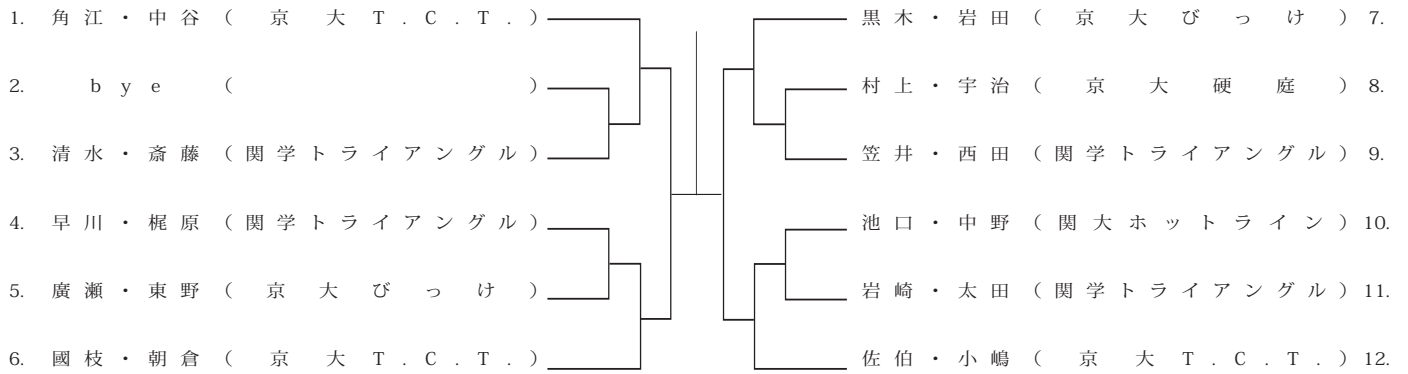 1. 角江・中谷(京大T.C.T.)
2. bye()
3. 清水・斎藤(関学トライアングル)
4. 早川・梶原(関学トライアングル)
5. 廣瀬・東野(京大びっけ)
6. 國枝・朝倉(京大T.C.T.)
黒木・岩田(京大びっけ) 7.
村上・宇治(京大硬庭) 8.
笠井・西田(関学トライアングル) 9.
池口・中野(関大ホットライン) 10.
岩崎・太田(関学トライアングル) 11.
佐伯・小嶋(京大T.C.T.) 12.